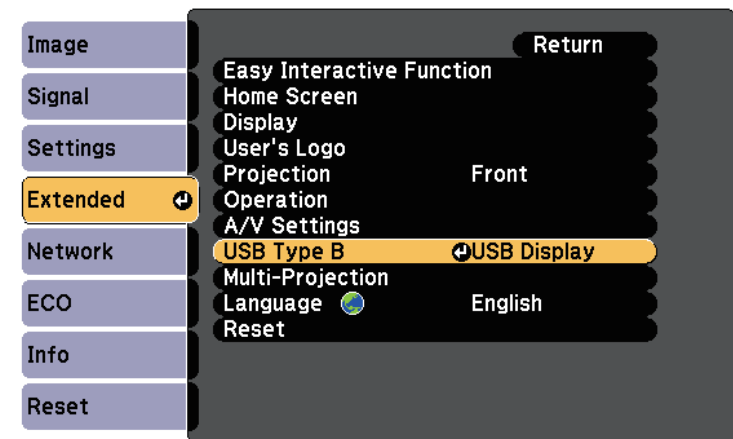 Image
Signal
Settings
Extended
Network
ECO
Info
Reset
Return
Easy Interactive Function
Home Screen
Display
User's Logo
Projection Front
Operation
A/V Settings
USB Type B USB Display
Multi-Projection
Language English
Reset